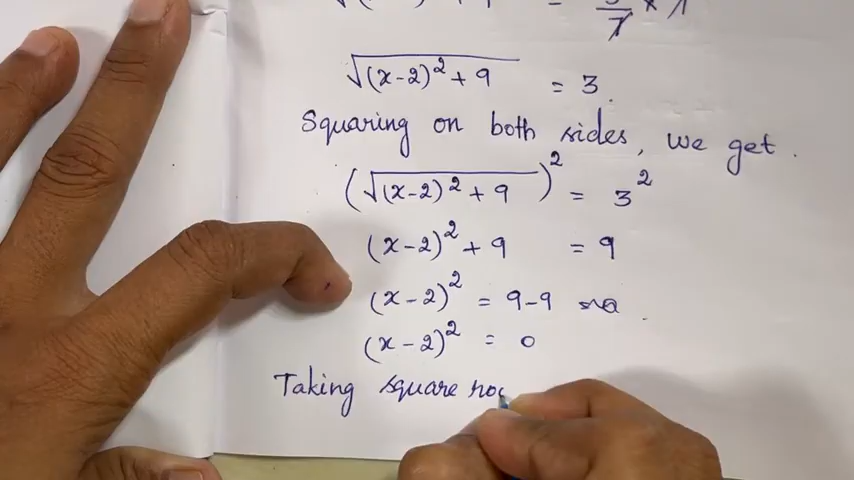 √(x-2)²+9 = 3.
Squaring on both sides, we get.
(√(x-2)²+9)² = 3²
(x-2)²+9 = 9
(x-2)² = 9-9
(x-2)² = 0
Taking square roo